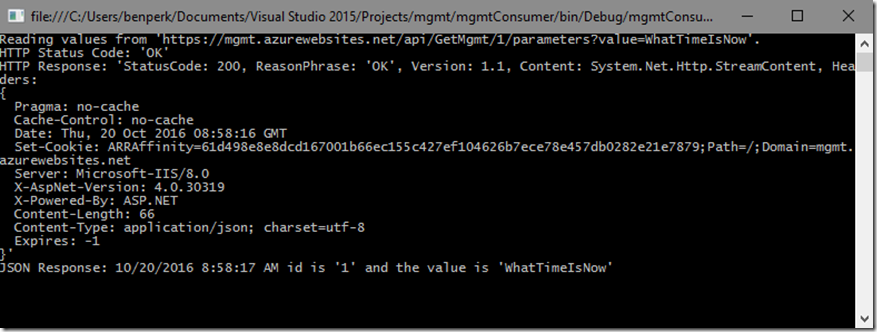 file:///C:/Users/benperk/Documents/Visual Studio 2015/Projects/mgmt/mgmtConsumer/bin/Debug/mgmtConsu...
Reading values from 'https://mgmt.azurewebsites.net/api/GetMgmt/1/parameters?value=WhatTimeIsNow'.
HTTP Status Code: 'OK'
HTTP Response: 'StatusCode: 200, ReasonPhrase: 'OK', Version: 1.1, Content: System.Net.Http.StreamContent, Hea
ders:
{
  Pragma: no-cache
  Cache-Control: no-cache
  Date: Thu, 20 Oct 2016 08:58:16 GMT
  Set-Cookie: ARRAffinity=61d498e8e8dcd167001b66ec155c427ef104626b7ece78e457db0282e21e7879;Path=/;Domain=mgmt.
azurewebsites.net
  Server: Microsoft-IIS/8.0
  X-AspNet-Version: 4.0.30319
  X-Powered-By: ASP.NET
  Content-Length: 66
  Content-Type: application/json; charset=utf-8
  Expires: -1
}'
JSON Response: 10/20/2016 8:58:17 AM id is '1' and the value is 'WhatTimeIsNow'